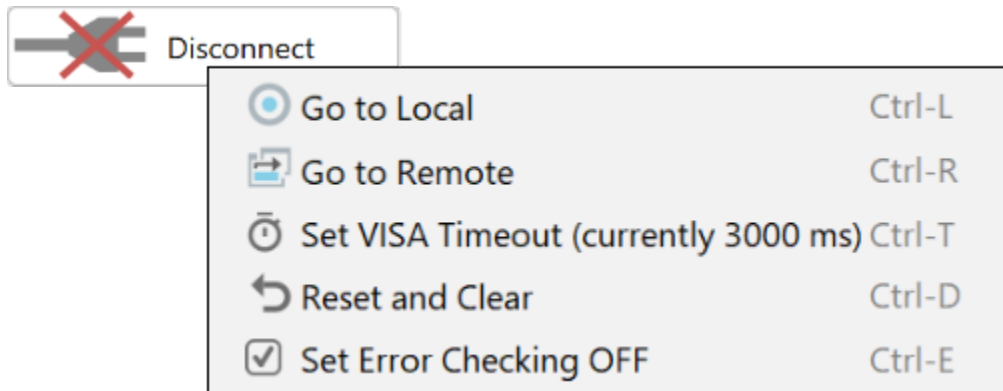 Disconnect
Go to Local Ctrl-L
Go to Remote Ctrl-R
Set VISA Timeout (currently 3000 ms) Ctrl-T
Reset and Clear Ctrl-D
Set Error Checking OFF Ctrl-E